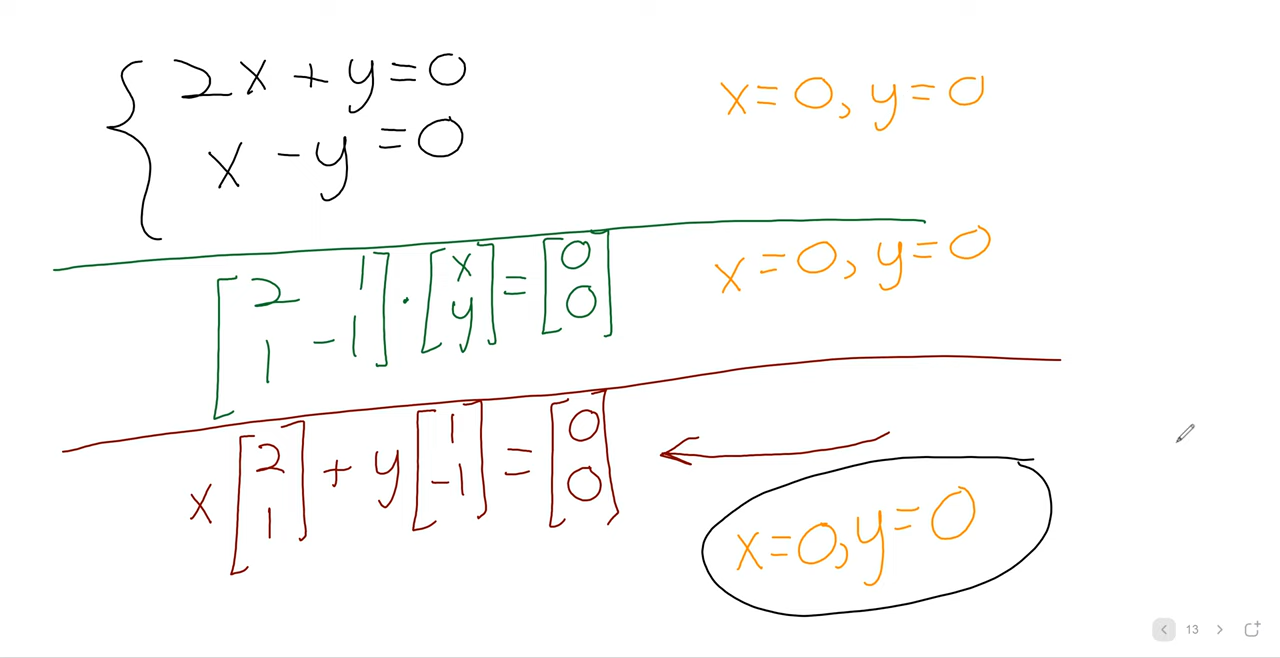 2x + y = 0
x - y = 0
x = 0, y = 0
[2 1
1 -1] · [x
y] = [0
0]
x = 0, y = 0
x [2
1] + y [1
-1] = [0
0]
x = 0, y = 0
13